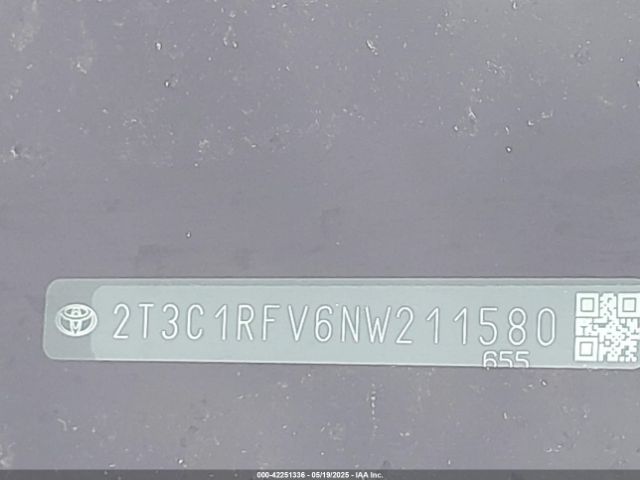 2T3C1RFV6NW211580
655
000-42251336 - 05/19/2025 - IAA Inc.